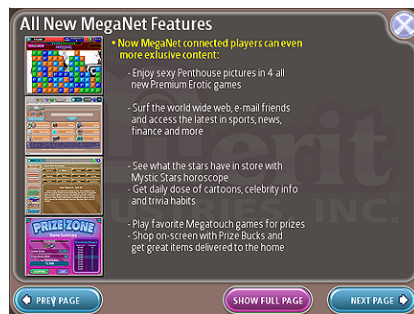 All New MegaNet Features
• Now MegaNet connected players can even
more exlusive content:
- Enjoy sexy Penthouse pictures in 4 all
new Premium Erotic games
- Surf the world wide web, e-mail friends
and access the latest in sports, news,
finance and more
- See what the stars have in store with
Mystic Stars horoscope
- Get daily dose of cartoons, celebrity info
and trivia habits
- Play favorite Megatouch games for prizes
- Shop on-screen with Prize Bucks and
get great items delivered to the home
PRIZE ZONE
Game Summary
INC.
PREV PAGE
SHOW FULL PAGE
NEXT PAGE